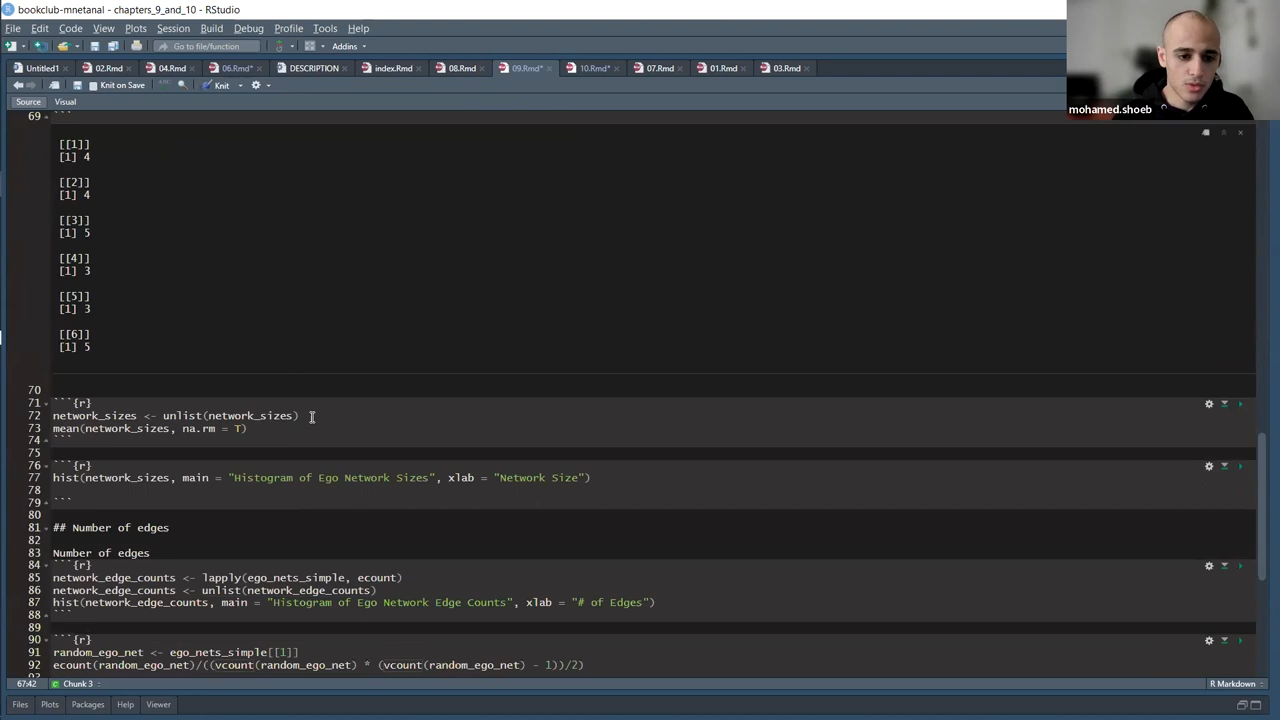 bookclub-mnetanal - chapters_9_and_10 - RStudio
File Edit Code View Plots Session Build Debug Profile Tools Help
Go to file/function Addins
Untitled1 02.Rmd 04.Rmd 06.Rmd* DESCRIPTION index.Rmd 08.Rmd 09.Rmd* 10.Rmd* 07.Rmd 01.Rmd 03.Rmd
Knit on Save Knit
Source Visual
mohamed.shoeb
69 ```
[[1]]
[1] 4
[[2]]
[1] 4
[[3]]
[1] 5
[[4]]
[1] 3
[[5]]
[1] 3
[[6]]
[1] 5
70
71 ```{r}
72 network_sizes <- unlist(network_sizes)
73 mean(network_sizes, na.rm = T)
74 ```
75
76 ```{r}
77 hist(network_sizes, main = "Histogram of Ego Network Sizes", xlab = "Network Size")
78
79 ```
80
81 ## Number of edges
82
83 Number of edges
84 ```{r}
85 network_edge_counts <- lapply(ego_nets_simple, ecount)
86 network_edge_counts <- unlist(network_edge_counts)
87 hist(network_edge_counts, main = "Histogram of Ego Network Edge Counts", xlab = "# of Edges")
88 ```
89
90 ```{r}
91 random_ego_net <- ego_nets_simple[[1]]
92 ecount(random_ego_net)/((vcount(random_ego_net) * (vcount(random_ego_net) - 1))/2)
67:42 Chunk 3 R Markdown
Files Plots Packages Help Viewer